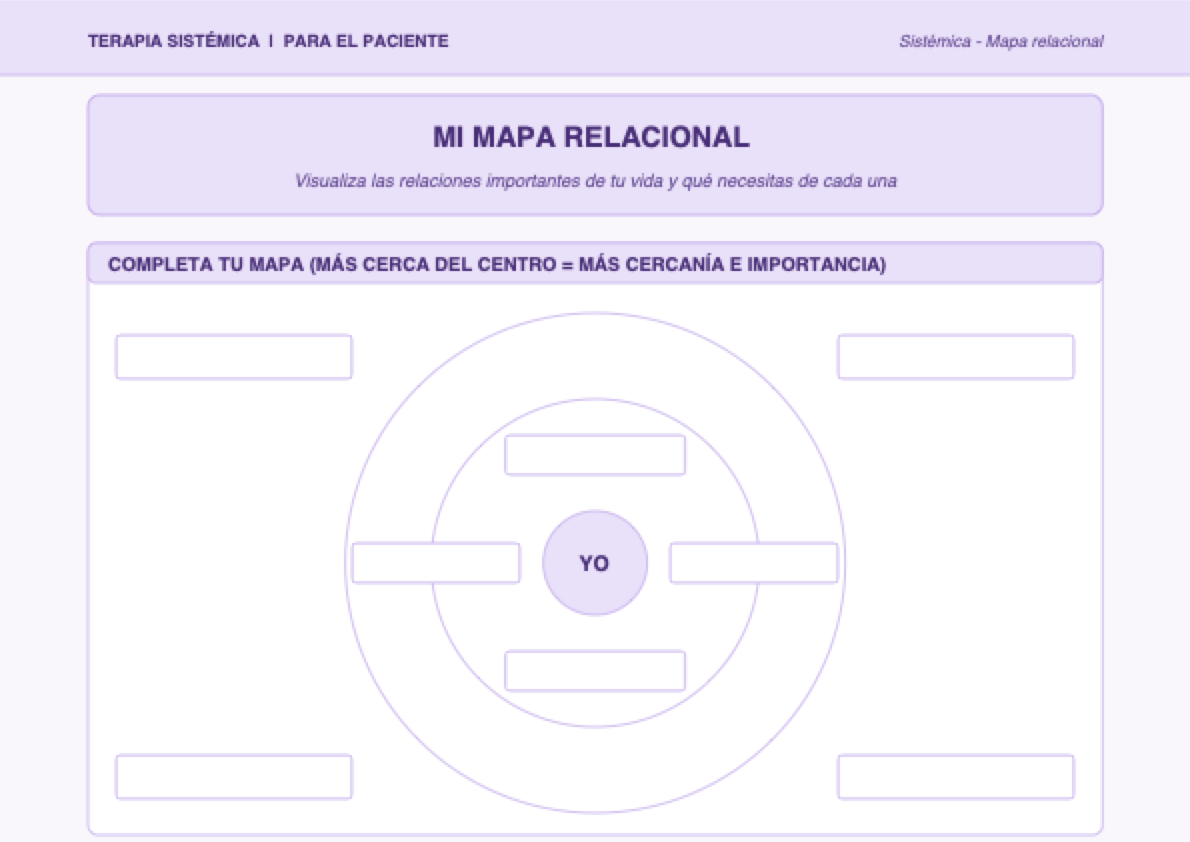 TERAPIA SISTÉMICA | PARA EL PACIENTE
Sistémica - Mapa relacional
MI MAPA RELACIONAL
Visualiza las relaciones importantes de tu vida y qué necesitas de cada una
COMPLETA TU MAPA (MÁS CERCA DEL CENTRO = MÁS CERCANÍA E IMPORTANCIA)
YO